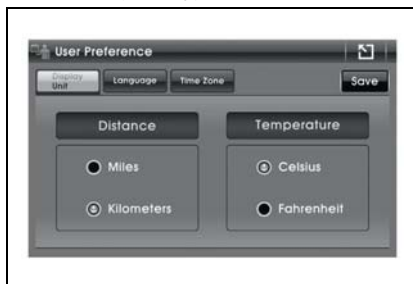 User Preference
Display Unit
Language
Time Zone
Save
Distance
Temperature
Miles
Celsius
Kilometers
Fahrenheit